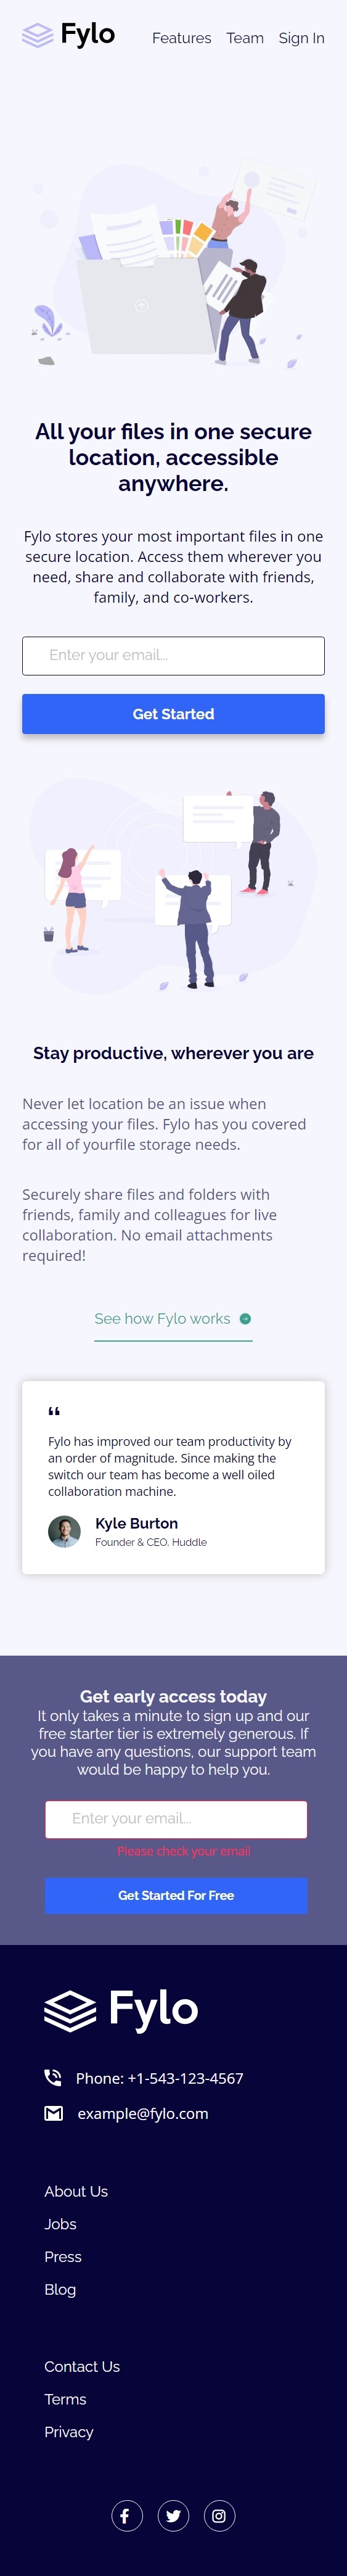 Fylo
Features Team Sign In
All your files in one secure
location, accessible
anywhere.
Fylo stores your most important files in one
secure location. Access them wherever you
need, share and collaborate with friends,
family, and co-workers.
Enter your email...
Get Started
Stay productive, wherever you are
Never let location be an issue when
accessing your files. Fylo has you covered
for all of yourfile storage needs.
Securely share files and folders with
friends, family and colleagues for live
collaboration. No email attachments
required!
See how Fylo works
“
Fylo has improved our team productivity by
an order of magnitude. Since making the
switch our team has become a well oiled
collaboration machine.
Kyle Burton
Founder & CEO, Huddle
Get early access today
It only takes a minute to sign up and our
free starter tier is extremely generous. If
you have any questions, our support team
would be happy to help you.
Enter your email...
Please check your email
Get Started For Free
Fylo
Phone: +1-543-123-4567
example@fylo.com
About Us
Jobs
Press
Blog
Contact Us
Terms
Privacy